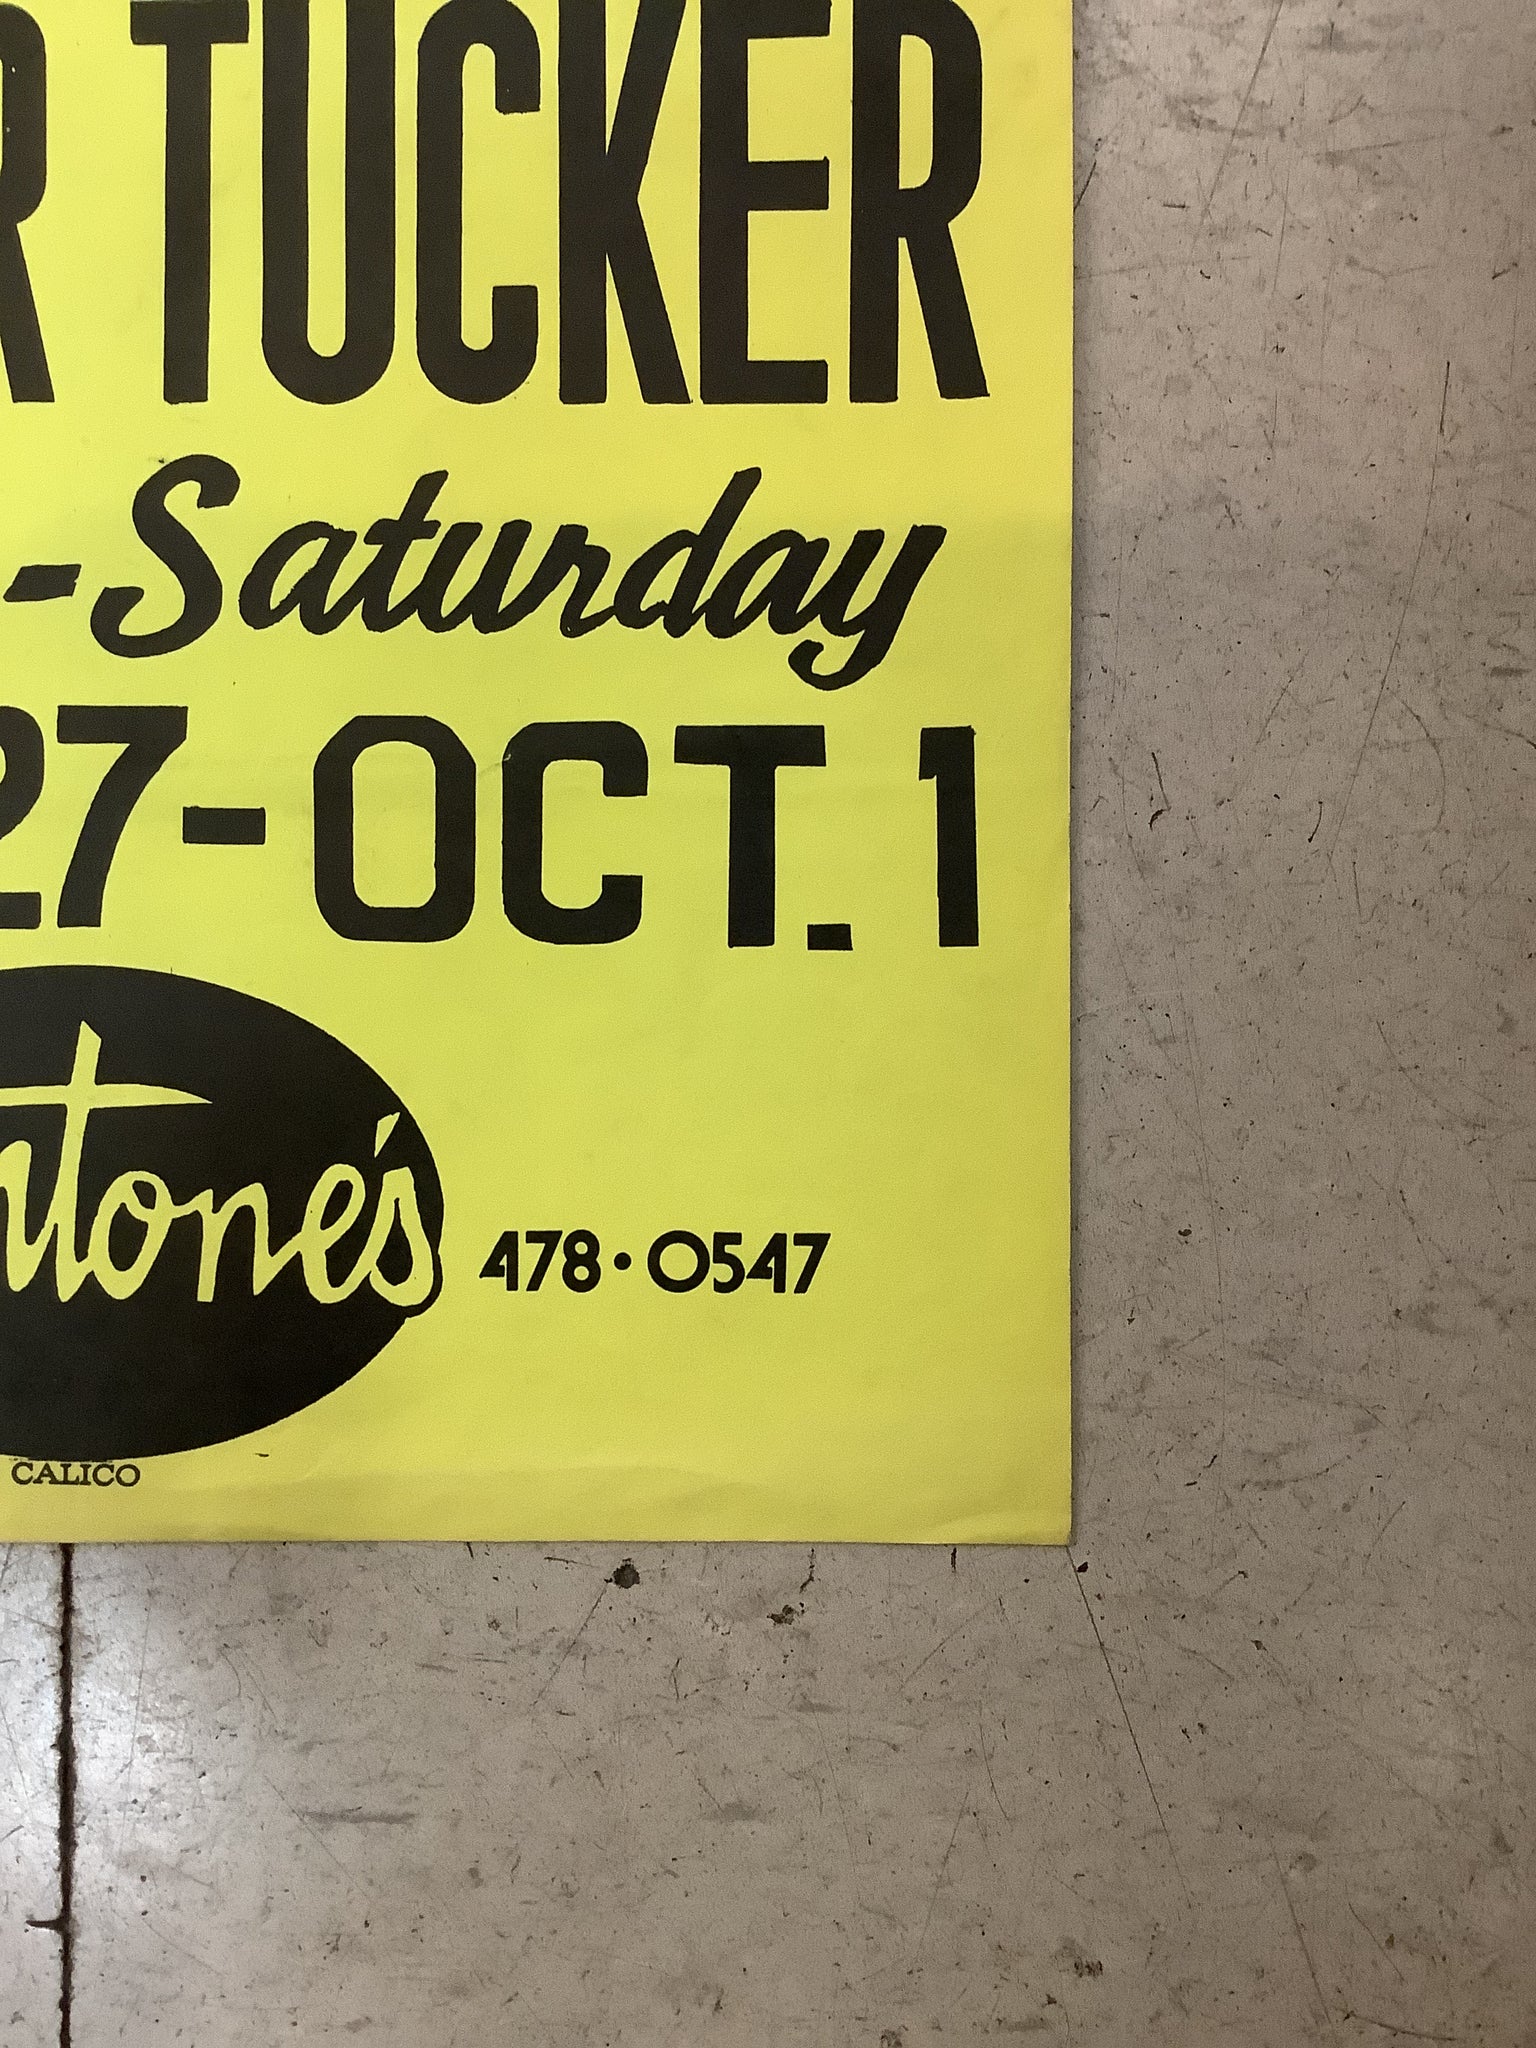 R TUCKER
-Saturday
27-OCT. 1
ntone's
478•0547
CALICO